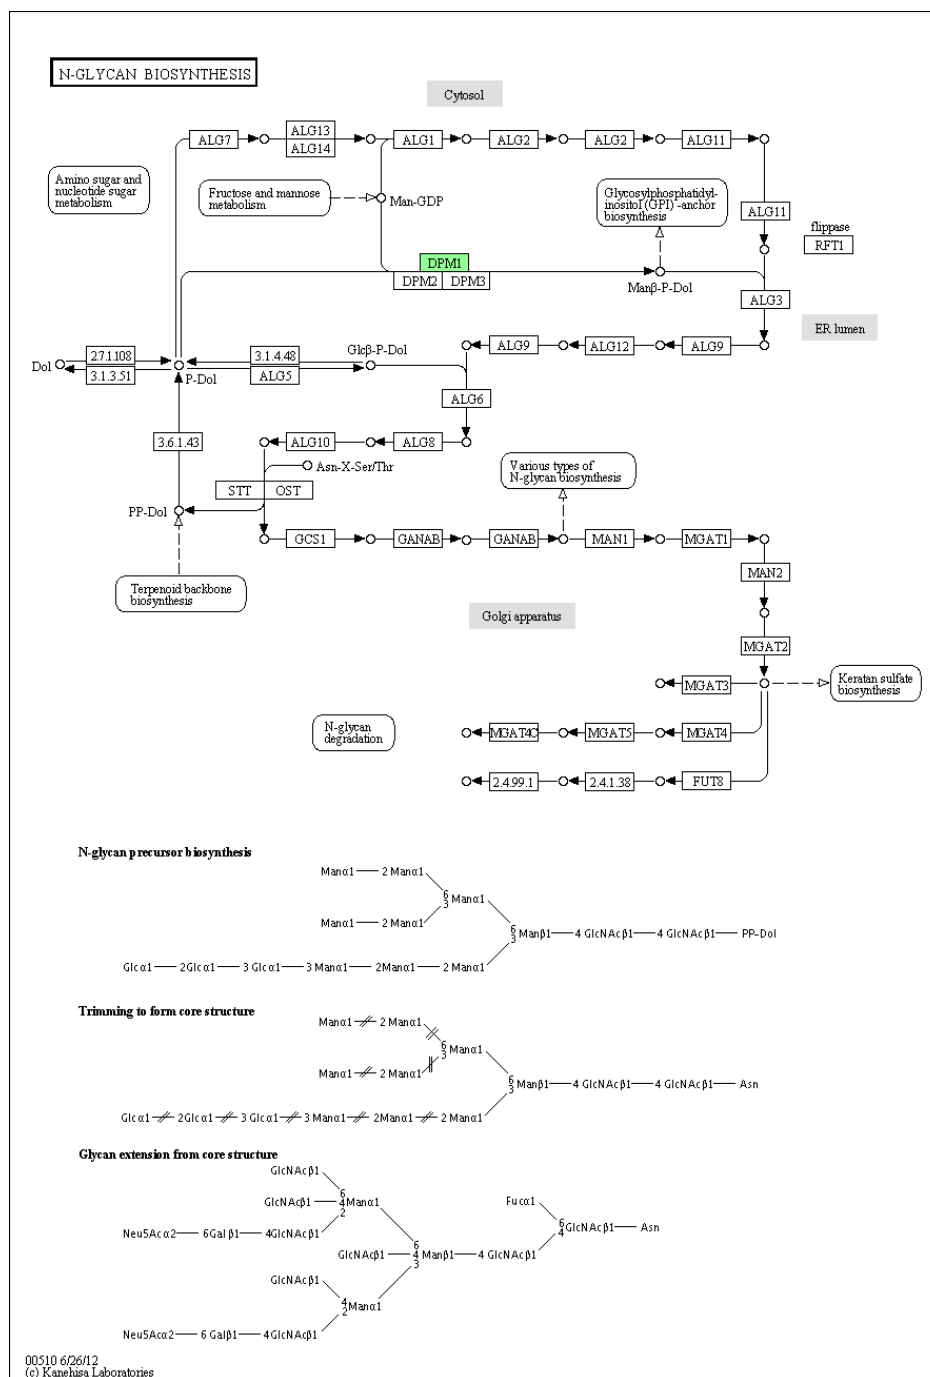 N-GLYCAN BIOSYNTHESIS
Cytosol
ALG7
ALG13
ALG14
ALG1
ALG2
ALG2
ALG11
Amino sugar and
nucleotide sugar
metabolism
Fructose and mannose
metabolism
Man-GDP
Glycosylphosphatidyl-
inositol (GPI) -anchor
biosynthesis
ALG11
flippase
RFT1
DPM1
DPM2
DPM3
Manβ-P-Dol
ALG3
ER lumen
Dol
2.7.1.108
3.1.3.51
P-Dol
3.1.4.48
ALG5
Glcβ-P-Dol
ALG9
ALG12
ALG9
ALG6
3.6.1.43
ALG10
ALG8
Asn-X-Ser/Thr
STT
OST
Various types of
N-glycan biosynthesis
PP-Dol
GCS1
GANAB
GANAB
MAN1
MGAT1
MAN2
Terpenoid backbone
biosynthesis
Golgi apparatus
MGAT2
MGAT3
Keratan sulfate
biosynthesis
N-glycan
degradation
MGAT4C
MGAT5
MGAT4
2.4.99.1
2.4.1.38
FUT8
N-glycan precursor biosynthesis
Manα1 2 Manα1
6
3 Manα1
Manα1 2 Manα1
6
3 Manβ1 4 GlcNAcβ1 4 GlcNAcβ1 PP-Dol
Glcα1 2Glcα1 3 Glcα1 3 Manα1 2Manα1 2 Manα1
Trimming to form core structure
Manα1 2 Manα1
6
3 Manα1
Manα1 2 Manα1
6
3 Manβ1 4 GlcNAcβ1 4 GlcNAcβ1 Asn
Glcα1 2Glcα1 3 Glcα1 3 Manα1 2Manα1 2 Manα1
Glycan extension from core structure
GlcNAcβ1
6
GlcNAcβ1 4 Manα1
2
Fucα1
6
4 GlcNAcβ1 Asn
Neu5Acα2 6Galβ1 4GlcNAcβ1
6
GlcNAcβ1 4 Manβ1 4 GlcNAcβ1
3
GlcNAcβ1
4
2 Manα1
Neu5Acα2 6 Galβ1 4GlcNAcβ1
00510 6/26/12
(c) Kanehisa Laboratories